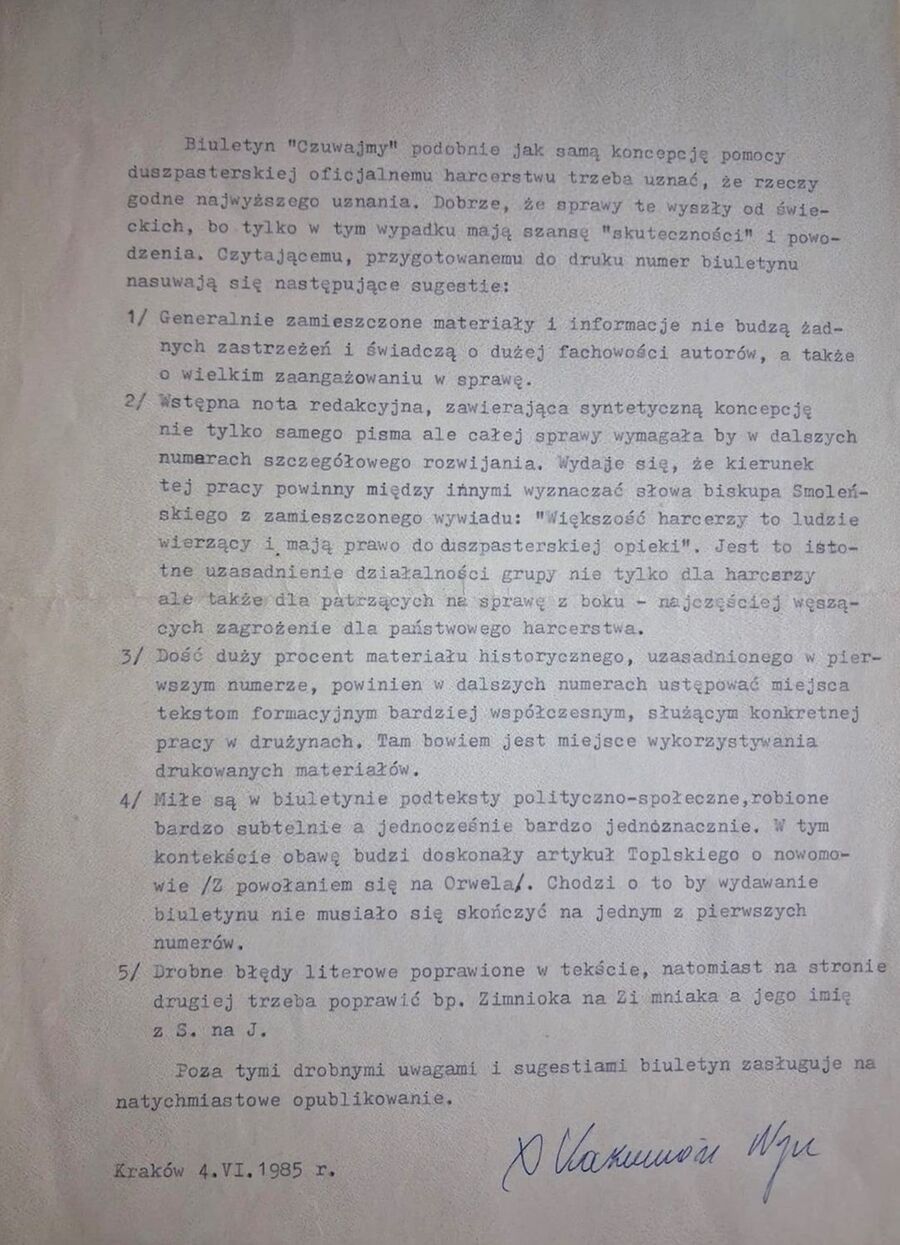 Biuletyn "Czuwajmy" podobnie jak samą koncepcję pomocy
duszpasterskiej oficjalnemu harcerstwu trzeba uznać, że rzeczy
godne najwyższego uznania. Dobrze, że sprawy te wyszły od świe-
ckich, bo tylko w tym wypadku mają szansę "skuteczności" i powo-
dzenia. Czytającemu, przygotowanemu do druku numer biuletynu
nasuwają się następujące sugestie:
1/ Generalnie zamieszczone materiały i informacje nie budzą żad-
nych zastrzeżeń i świadczą o dużej fachowości autorów, a także
o wielkim zaangażowaniu w sprawę.
2/ Wstępna nota redakcyjna, zawierająca syntetyczną koncepcję
nie tylko samego pisma ale całej sprawy wymagała by w dalszych
numarach szczegółowego rozwijania. Wydaje się, że kierunek
tej pracy powinny między innymi wyznaczać słowa biskupa Smoleń-
skiego z zamieszczonego wywiadu: "Większość harcerzy to ludzie
wierzący i mają prawo do duszpasterskiej opieki". Jest to isto-
tne uzasadnienie działalności grupy nie tylko dla harcerzy
ale także dla patrzących na sprawę z boku - najczęściej węszą-
cych zagrożenie dla państwowego harcerstwa.
3/ Dość duży procent materiału historycznego, uzasadnionego w pier-
wszym numerze, powinien w dalszych numerach ustępować miejsca
tekstom formacyjnym bardziej współczesnym, służącym konkretnej
pracy w drużynach. Tam bowiem jest miejsce wykorzystywania
drukowanych materiałów.
4/ Miłe są w biuletynie podteksty polityczno-społeczne,robione
bardzo subtelnie a jednocześnie bardzo jednóznacznie. W tym
kontekście obawę budzi doskonały artykuł Toplskiego o nowomo-
wie /Z powołaniem się na Orwela/. Chodzi o to by wydawanie
biuletynu nie musiało się skończyć na jednym z pierwszych
numerów.
5/ Drobne błędy literowe poprawione w tekście, natomiast na stronie
drugiej trzeba poprawić bp. Zimnioka na Zi mniaka a jego imię
z S. na J.
Poza tymi drobnymi uwagami i sugestiami biuletyn zasługuje na
natychmiastowe opublikowanie.
Kraków 4.VI.1985 r.